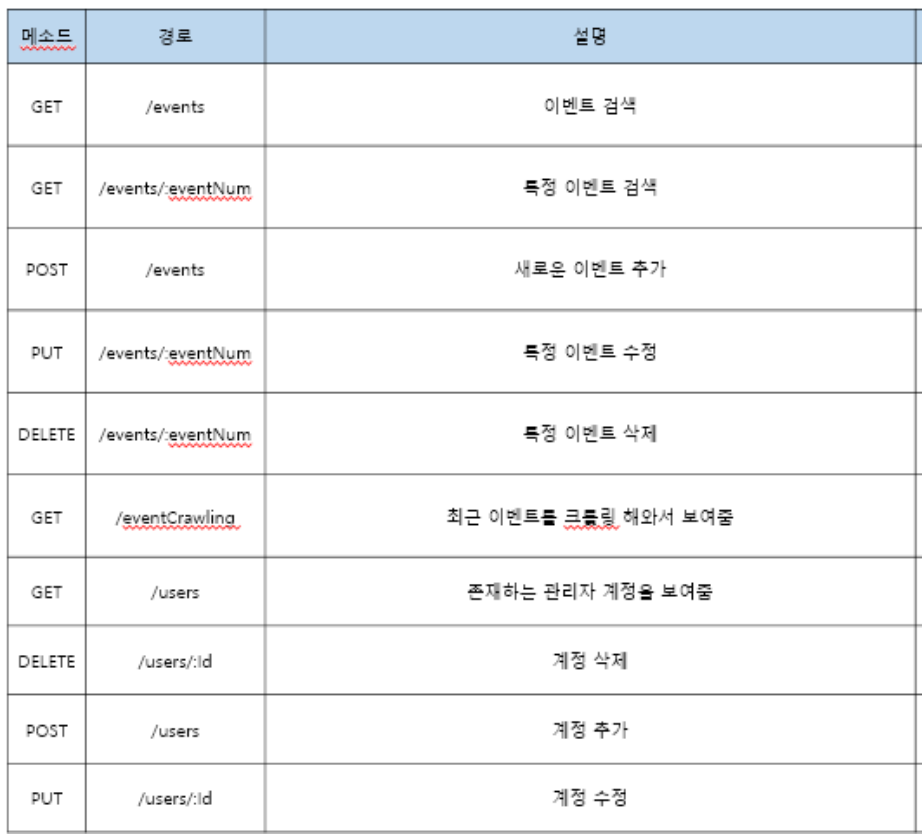 메소드 경로 설명
GET /events 이벤트 검색
GET /events/:eventNum 특정 이벤트 검색
POST /events 새로운 이벤트 추가
PUT /events/:eventNum 특정 이벤트 수정
DELETE /events/:eventNum 특정 이벤트 삭제
GET /eventCrawling 최근 이벤트를 크롤링 해와서 보여줌
GET /users 존재하는 관리자 계정을 보여줌
DELETE /users/:Id 계정 삭제
POST /users 계정 추가
PUT /users/:Id 계정 수정